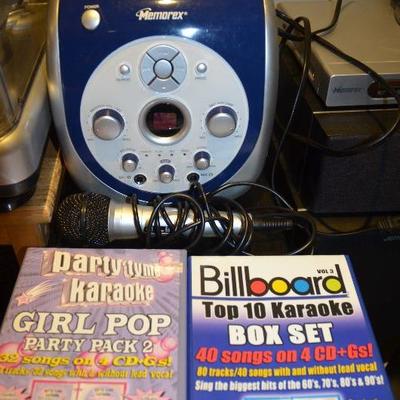 POWER
Memorex
Memorex
party tyme
karaoke
GIRL POP
PARTY PACK 2
32 songs on 4 CD+Gs!
Billboard
VOL 3
Top 10 Karaoke
BOX SET
40 songs on 4 CD+Gs!
80 tracks/40 songs with and without lead vocal
Sing the biggest hits of the 60's, 70's, 80's & 90's!